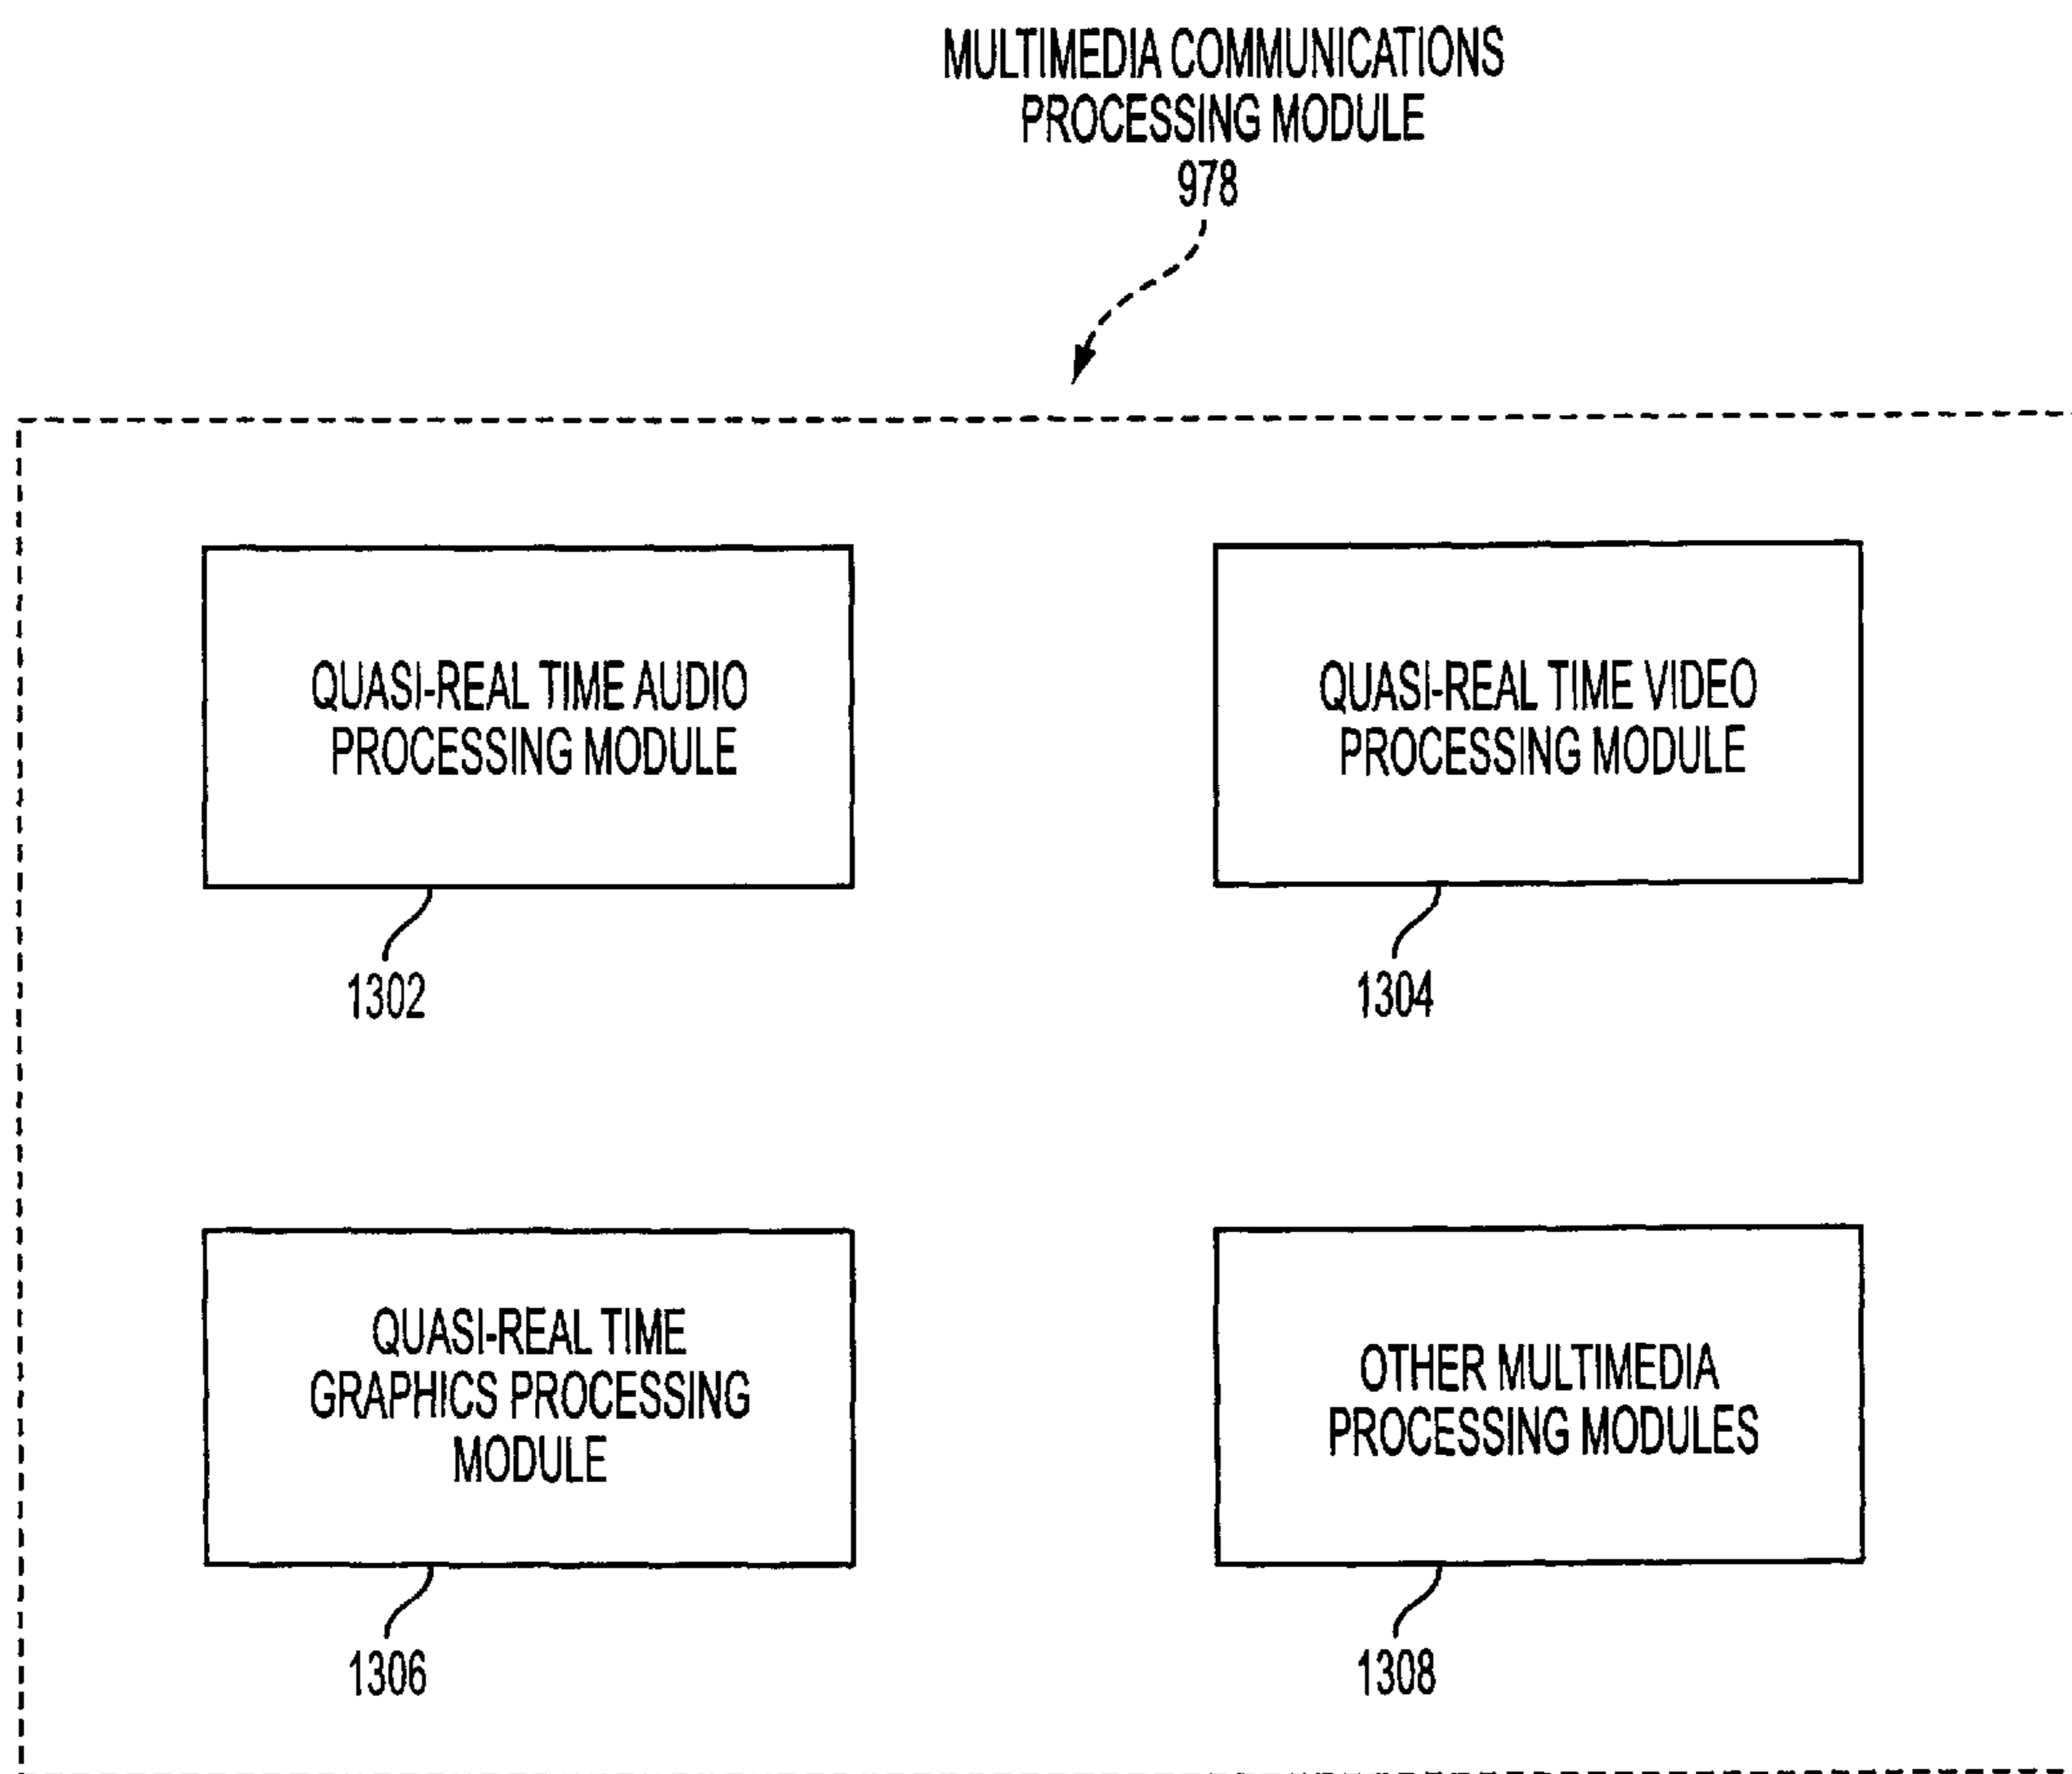 MULTIMEDIA COMMUNICATIONS
PROCESSING MODULE
978
QUASI-REAL TIME AUDIO
PROCESSING MODULE
1302
QUASI-REAL TIME VIDEO
PROCESSING MODULE
1304
QUASI-REAL TIME
GRAPHICS PROCESSING
MODULE
1306
OTHER MULTIMEDIA
PROCESSING MODULES
1308